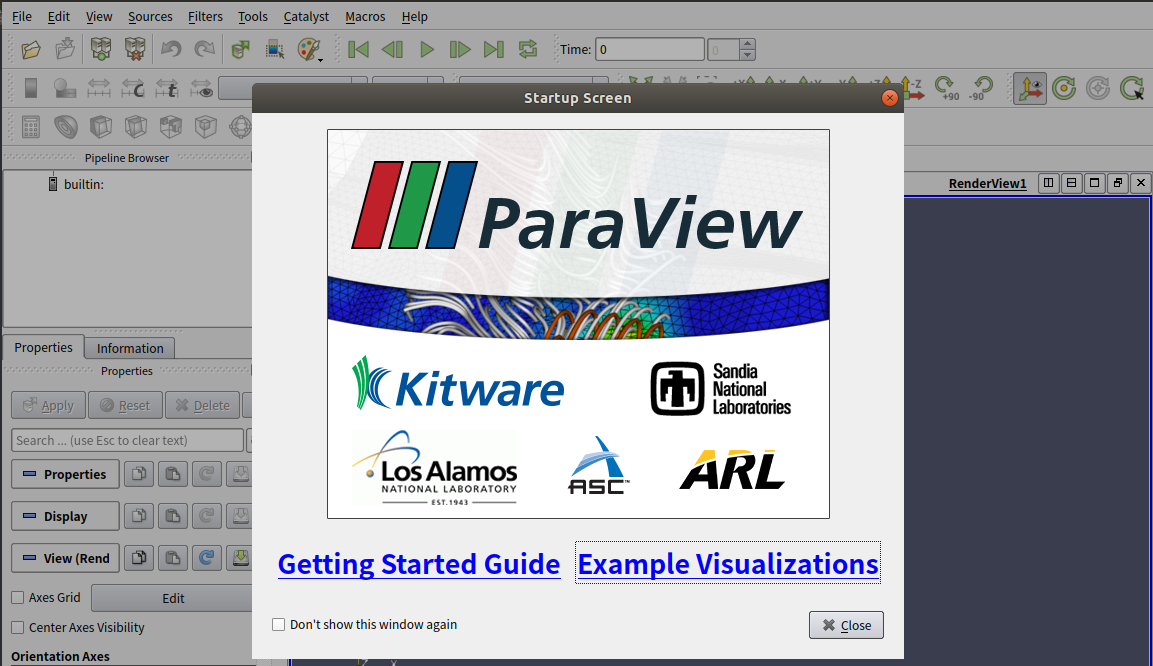 File Edit View Sources Filters Tools Catalyst Macros Help
Time: 0 0
+90 -90
Startup Screen
Pipeline Browser
builtin:
RenderView1
ParaView
Kitware
Sandia
National
Laboratories
Los Alamos
NATIONAL LABORATORY
EST.1943
ASC™
ARL
Properties Information
Properties
Apply Reset Delete
Search ... (use Esc to clear text)
Properties
Display
View (Rend
Axes Grid Edit
Center Axes Visibility
Orientation Axes
Getting Started Guide Example Visualizations
Don't show this window again
Close